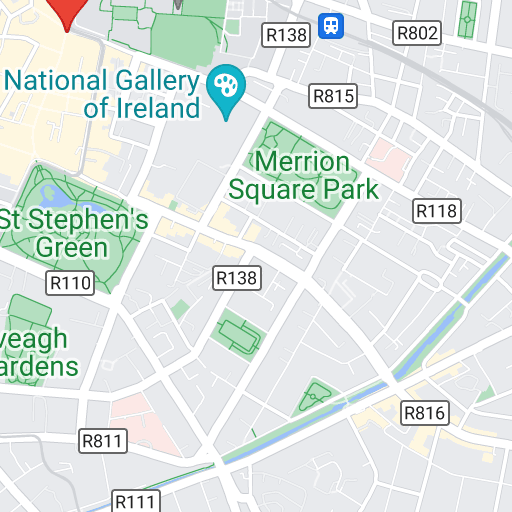 R802
R138
National Gallery
of Ireland
R815
Merrion
Square Park
R118
St Stephen's
Green
R138
R110
veagh
ardens
R816
R811
R111